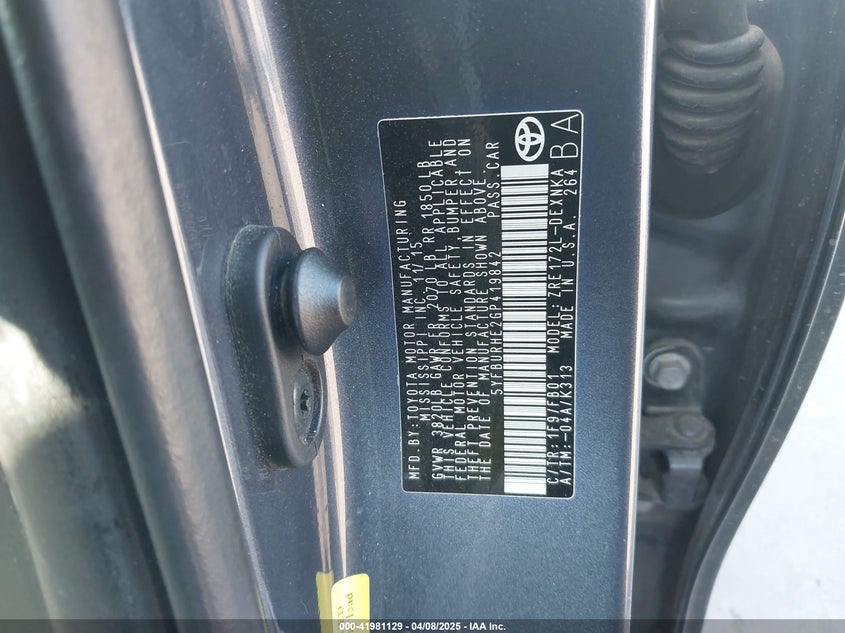 MFD.BY:TOYOTA MOTOR MANUFACTURING
MISSISSIPPI INC. 11/15
GVWR 3820LB GAWR FR 2070 LB RR 1850 LB
THIS VEHICLE CONFORMS TO ALL APPLICABLE
FEDERAL MOTOR VEHICLE SAFETY, BUMPER, AND
THEFT PREVENTION STANDARDS IN EFFECT ON
THE DATE OF MANUFACTURE SHOWN ABOVE.
5YFBURHE2GP419842 PASS.CAR
C/TR:1F9/FB01 MODEL:ZRE172L-DEXNKA
A/TM:-04A/K313 MADE IN U.S.A. 264
BA
000-41981129 - 04/08/2025 - IAA Inc.